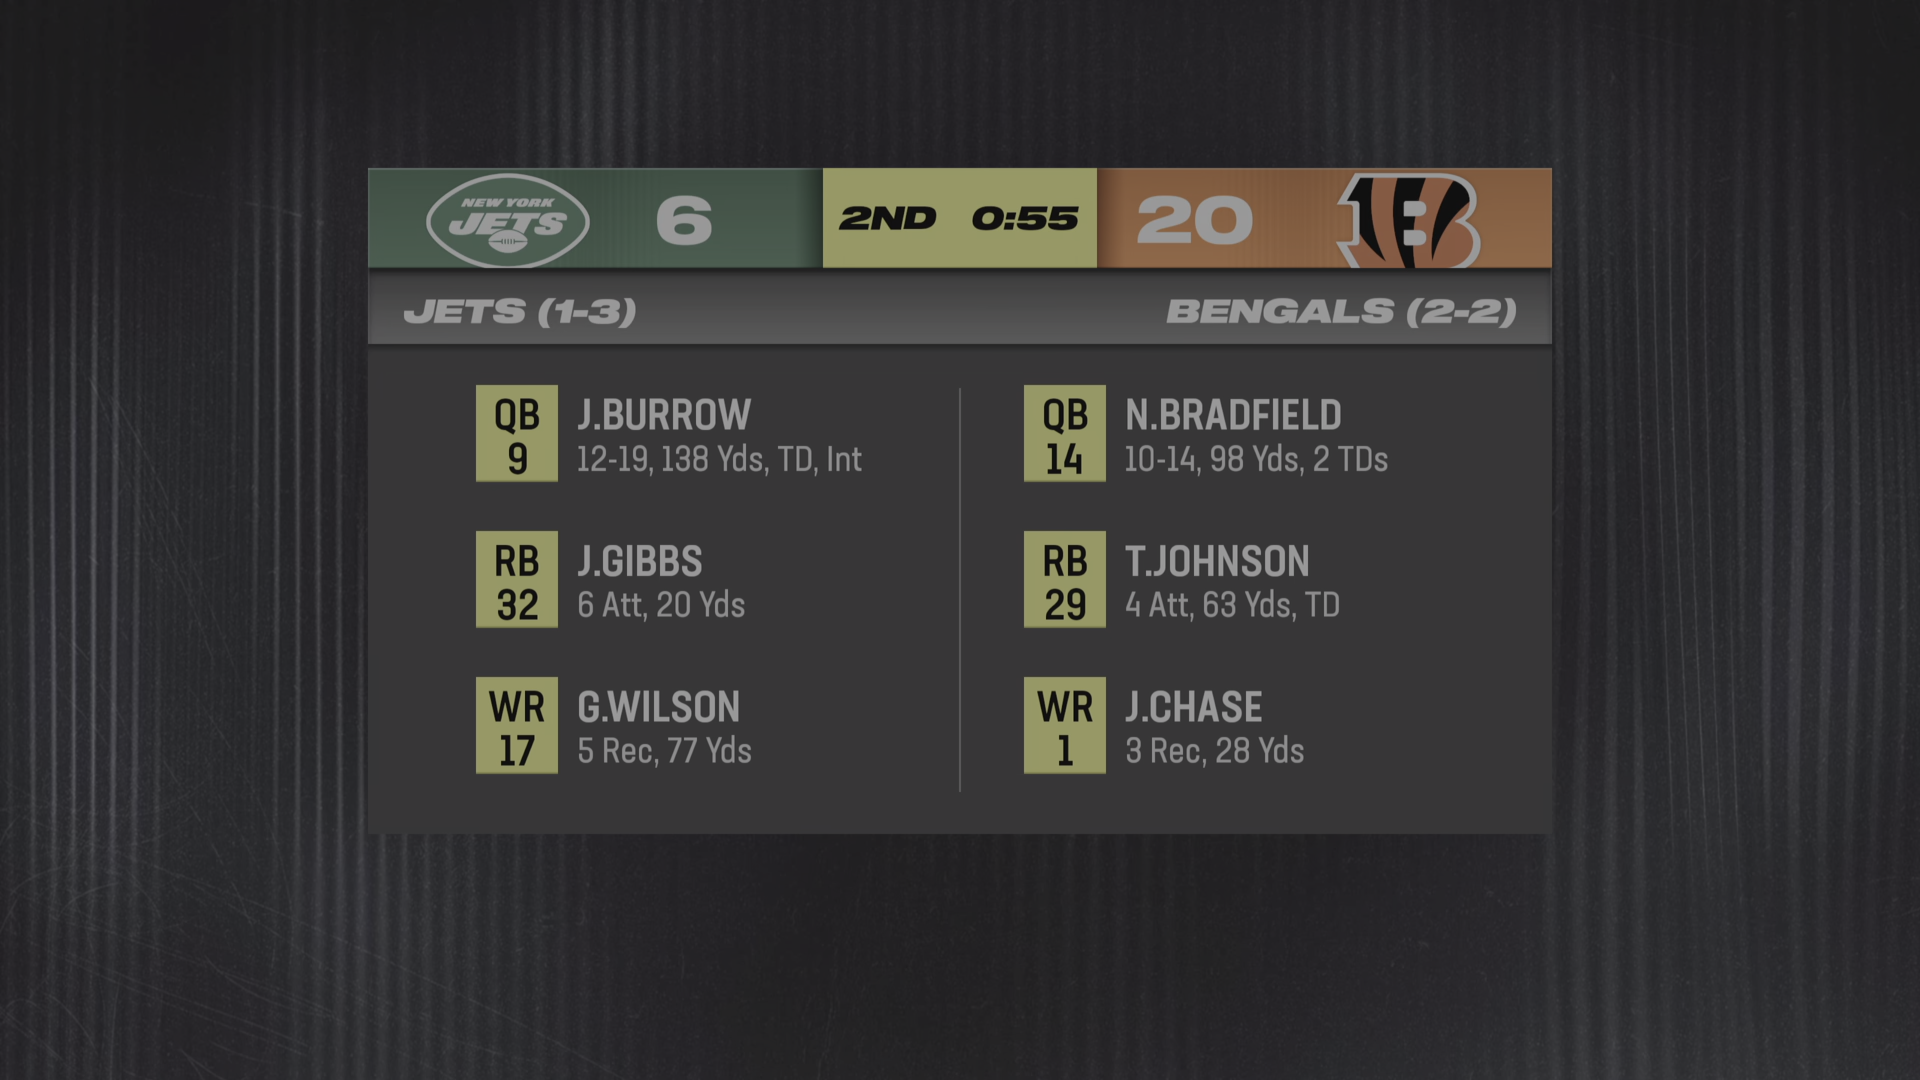 NEW YORK
JETS
6
2ND 0:55
20
B
JETS (1-3)
BENGALS (2-2)
QB
9
J.BURROW
12-19, 138 Yds, TD, Int
RB
32
J.GIBBS
6 Att, 20 Yds
WR
17
G.WILSON
5 Rec, 77 Yds
QB
14
N.BRADFIELD
10-14, 98 Yds, 2 TDs
RB
29
T.JOHNSON
4 Att, 63 Yds, TD
WR
1
J.CHASE
3 Rec, 28 Yds